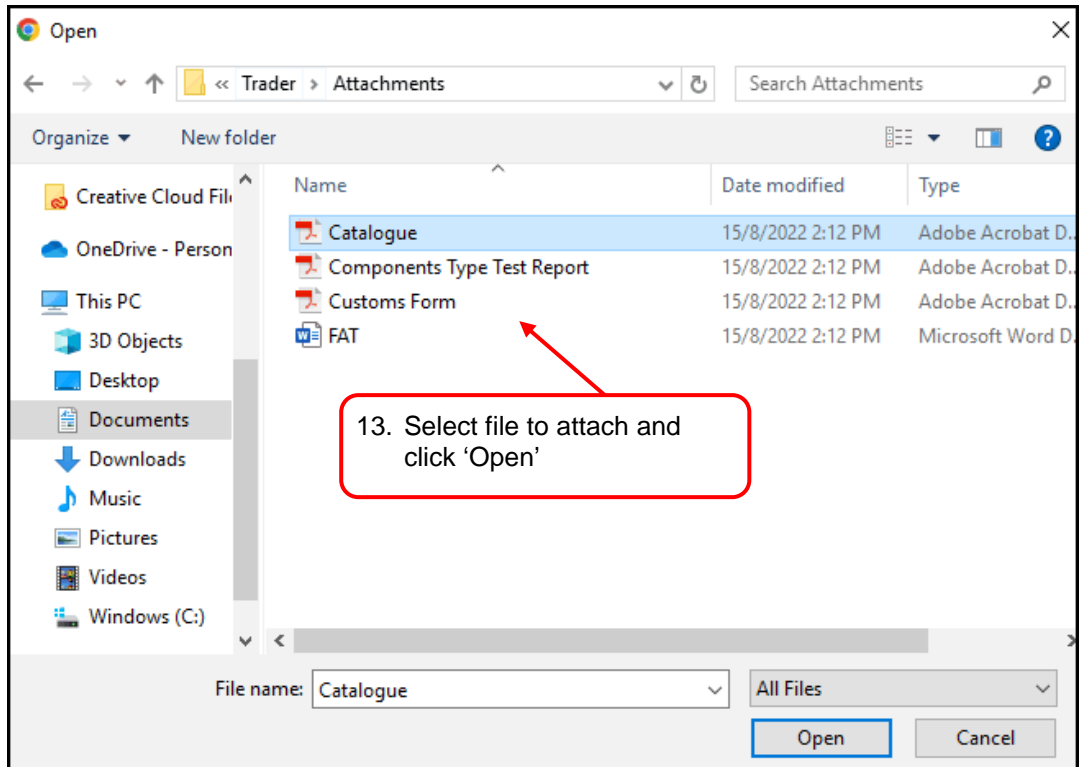 Open
« Trader > Attachments
Search Attachments
Organize
New folder
Name Date modified Type
Creative Cloud File
OneDrive - Person
This PC
3D Objects
Desktop
Documents
Downloads
Music
Pictures
Videos
Windows (C:)
Catalogue 15/8/2022 2:12 PM Adobe Acrobat D..
Components Type Test Report 15/8/2022 2:12 PM Adobe Acrobat D..
Customs Form 15/8/2022 2:12 PM Adobe Acrobat D..
FAT 15/8/2022 2:12 PM Microsoft Word D.
13. Select file to attach and
click ‘Open’
File name: Catalogue
All Files
Open Cancel